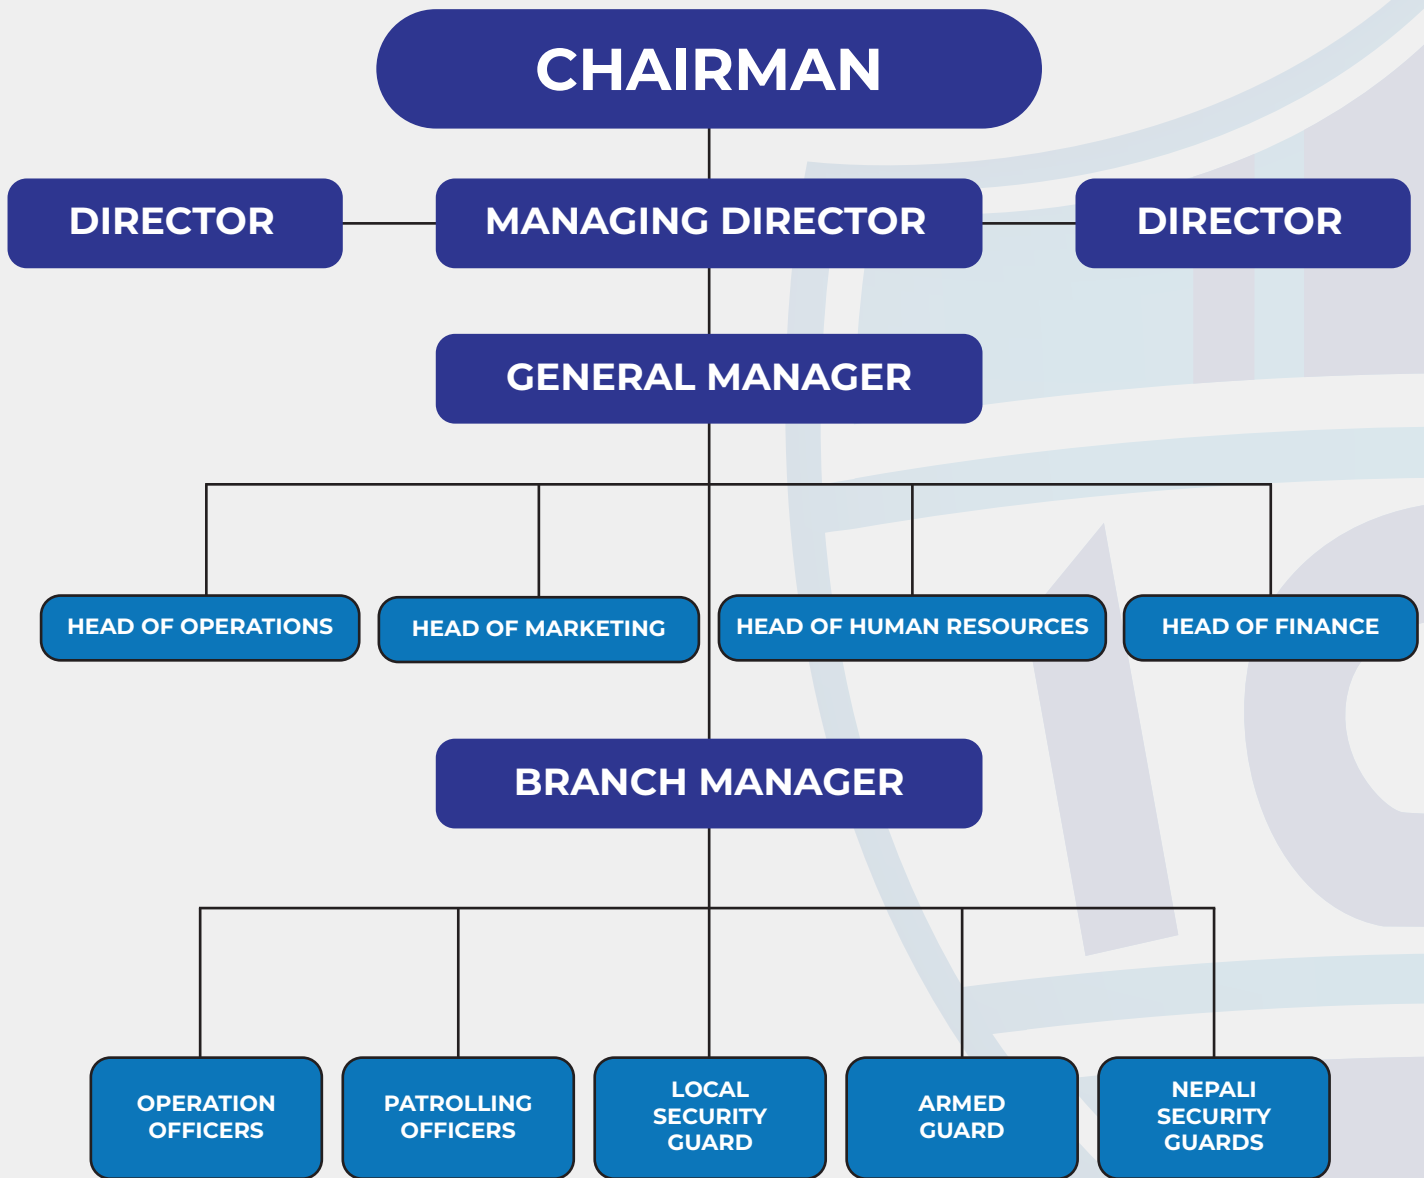 CHAIRMAN
DIRECTOR
MANAGING DIRECTOR
DIRECTOR
GENERAL MANAGER
HEAD OF OPERATIONS
HEAD OF MARKETING
HEAD OF HUMAN RESOURCES
HEAD OF FINANCE
BRANCH MANAGER
OPERATION
OFFICERS
PATROLLING
OFFICERS
LOCAL
SECURITY
GUARD
ARMED
GUARD
NEPALI
SECURITY
GUARDS